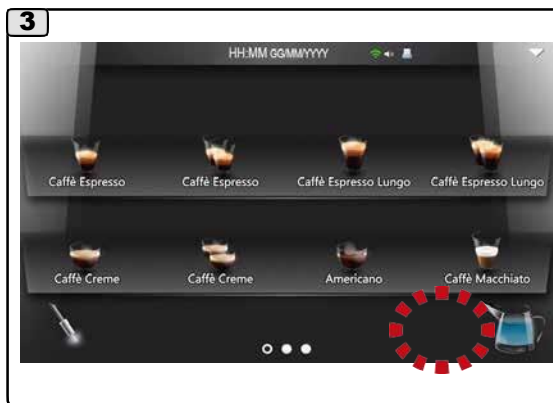 3
HH:MM GG/MM/YYYY
Caffè Espresso Caffè Espresso Caffè Espresso Lungo Caffè Espresso Lungo
Caffè Creme Caffè Creme Americano Caffè Macchiato